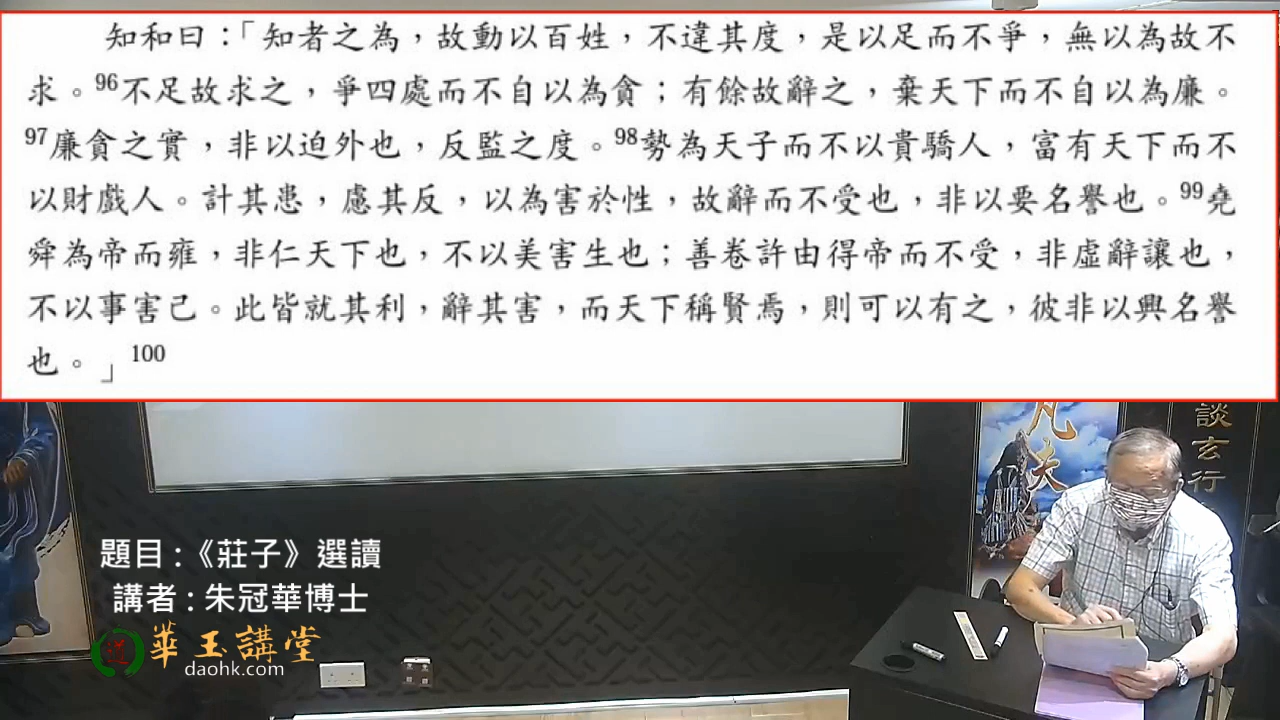 知和曰：「知者之為，故動以百姓，不違其度，是以足而不爭，無以為故不
求。96不足故求之，爭四處而不自以為貪；有餘故辭之，棄天下而不自以為廉。
97廉貪之實，非以迫外也，反監之度。98勢為天子而不以貴驕人，富有天下而不
以財戲人。計其患，慮其反，以為害於性，故辭而不受也，非以要名譽也。99堯
舜為帝而雍，非仁天下也，不以美害生也；善卷許由得帝而不受，非虛辭讓也，
不以事害己。此皆就其利，辭其害，而天下稱賢焉，則可以有之，彼非以興名譽
也。」100
凡夫
談玄行
題目：《莊子》選讀
講者：朱冠華博士
道
華玉講堂
daohk.com